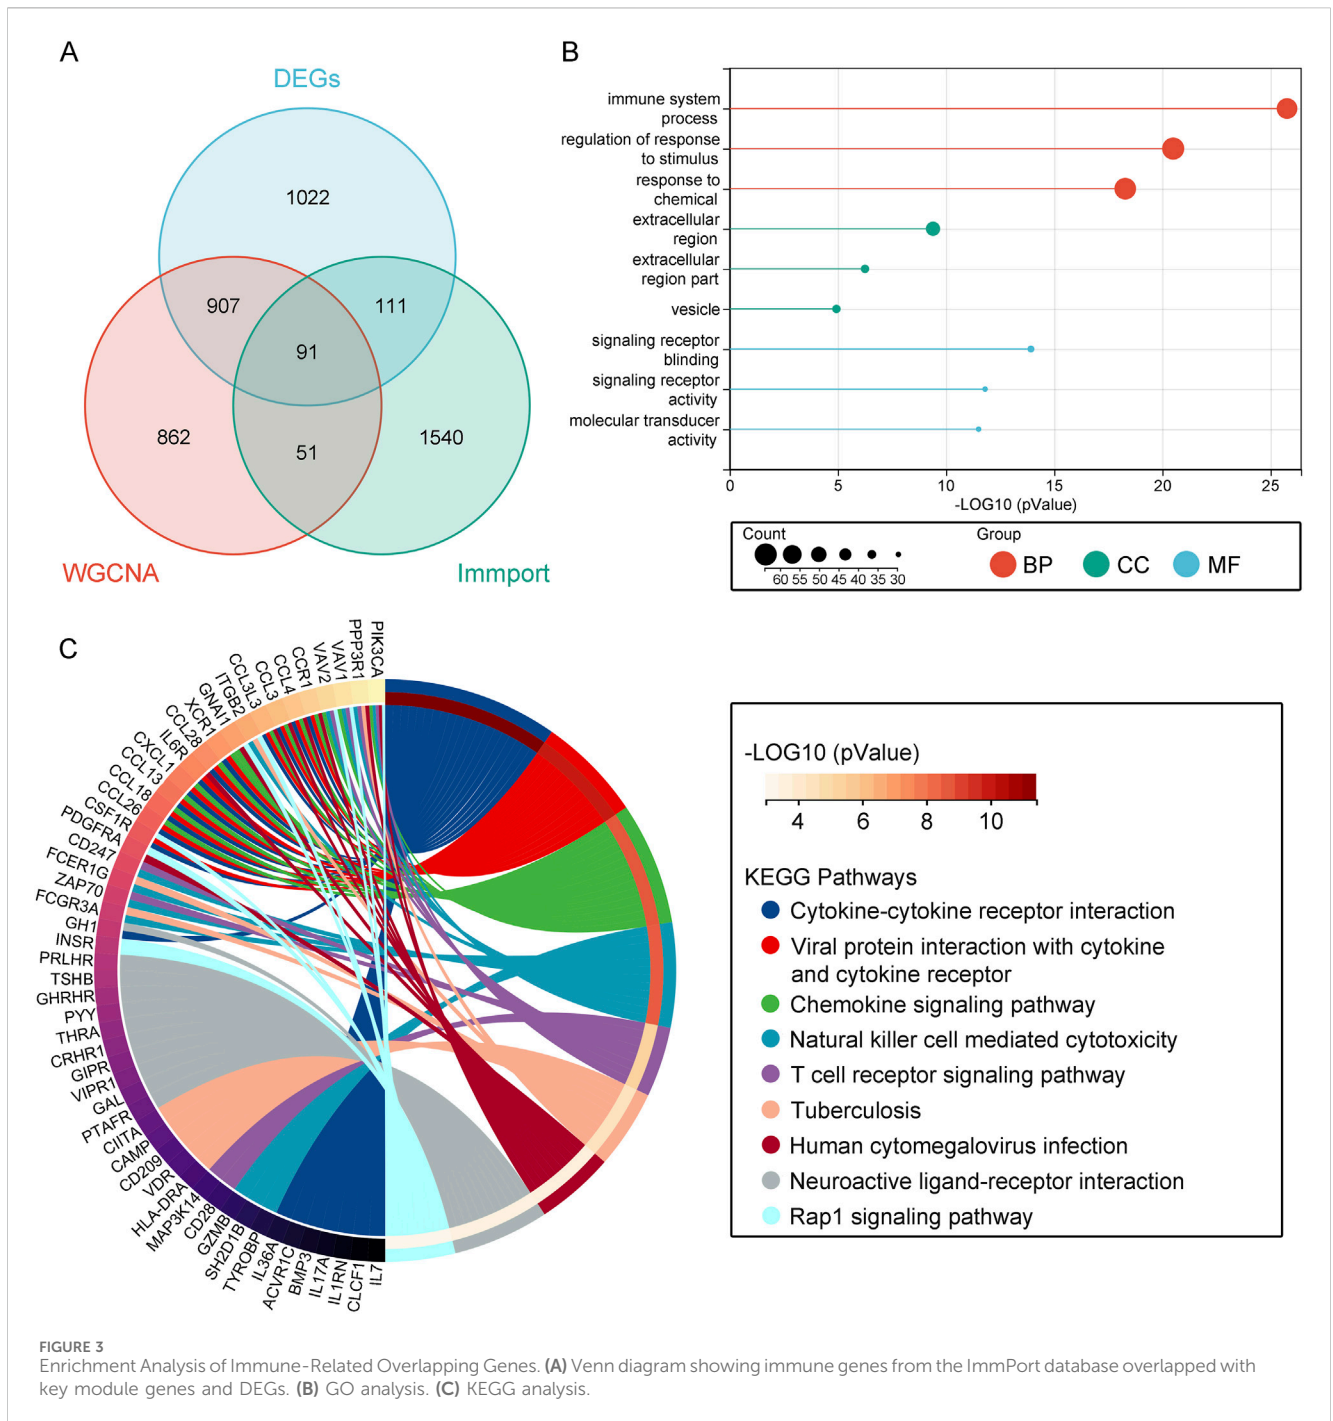 A
DEGs
1022
907
111
91
862
51
1540
WGCNA
Immport
B
immune system
process
regulation of response
to stimulus
response to
chemical
extracellular
region
extracellular
region part
vesicle
signaling receptor
blinding
signaling receptor
activity
molecular transducer
activity
0 5 10 15 20 25
-LOG10 (pValue)
Count
60 55 50 45 40 35 30
Group
BP CC MF
C
PIK3CA
PPP3R1
VAV1
VAV2
CCR1
CCL4
CCL3
CCL3L3
ITGB2
GNAI1
XCR1
CCL28
IL6R
CXCL1
CCL13
CCL18
CCL26
CSF1R
PDGFRA
CD247
FCER1G
ZAP70
FCGR3A
GH1
INSR
PRLHR
TSHB
GHRHR
PYY
THRA
CRHR1
GIPR
VIPR1
GAL
PTAFR
CIITA
CAMP
CD209
VDR
HLA-DRA
MAP3K14
CD28
GZMB
SH2D1B
TYROBP
IL36A
ACVR1C
BMP3
IL17A
IL1RN
CLCF1
IL7
-LOG10 (pValue)
4 6 8 10
KEGG Pathways
Cytokine-cytokine receptor interaction
Viral protein interaction with cytokine
and cytokine receptor
Chemokine signaling pathway
Natural killer cell mediated cytotoxicity
T cell receptor signaling pathway
Tuberculosis
Human cytomegalovirus infection
Neuroactive ligand-receptor interaction
Rap1 signaling pathway
FIGURE 3
Enrichment Analysis of Immune-Related Overlapping Genes. (A) Venn diagram showing immune genes from the ImmPort database overlapped with
key module genes and DEGs. (B) GO analysis. (C) KEGG analysis.